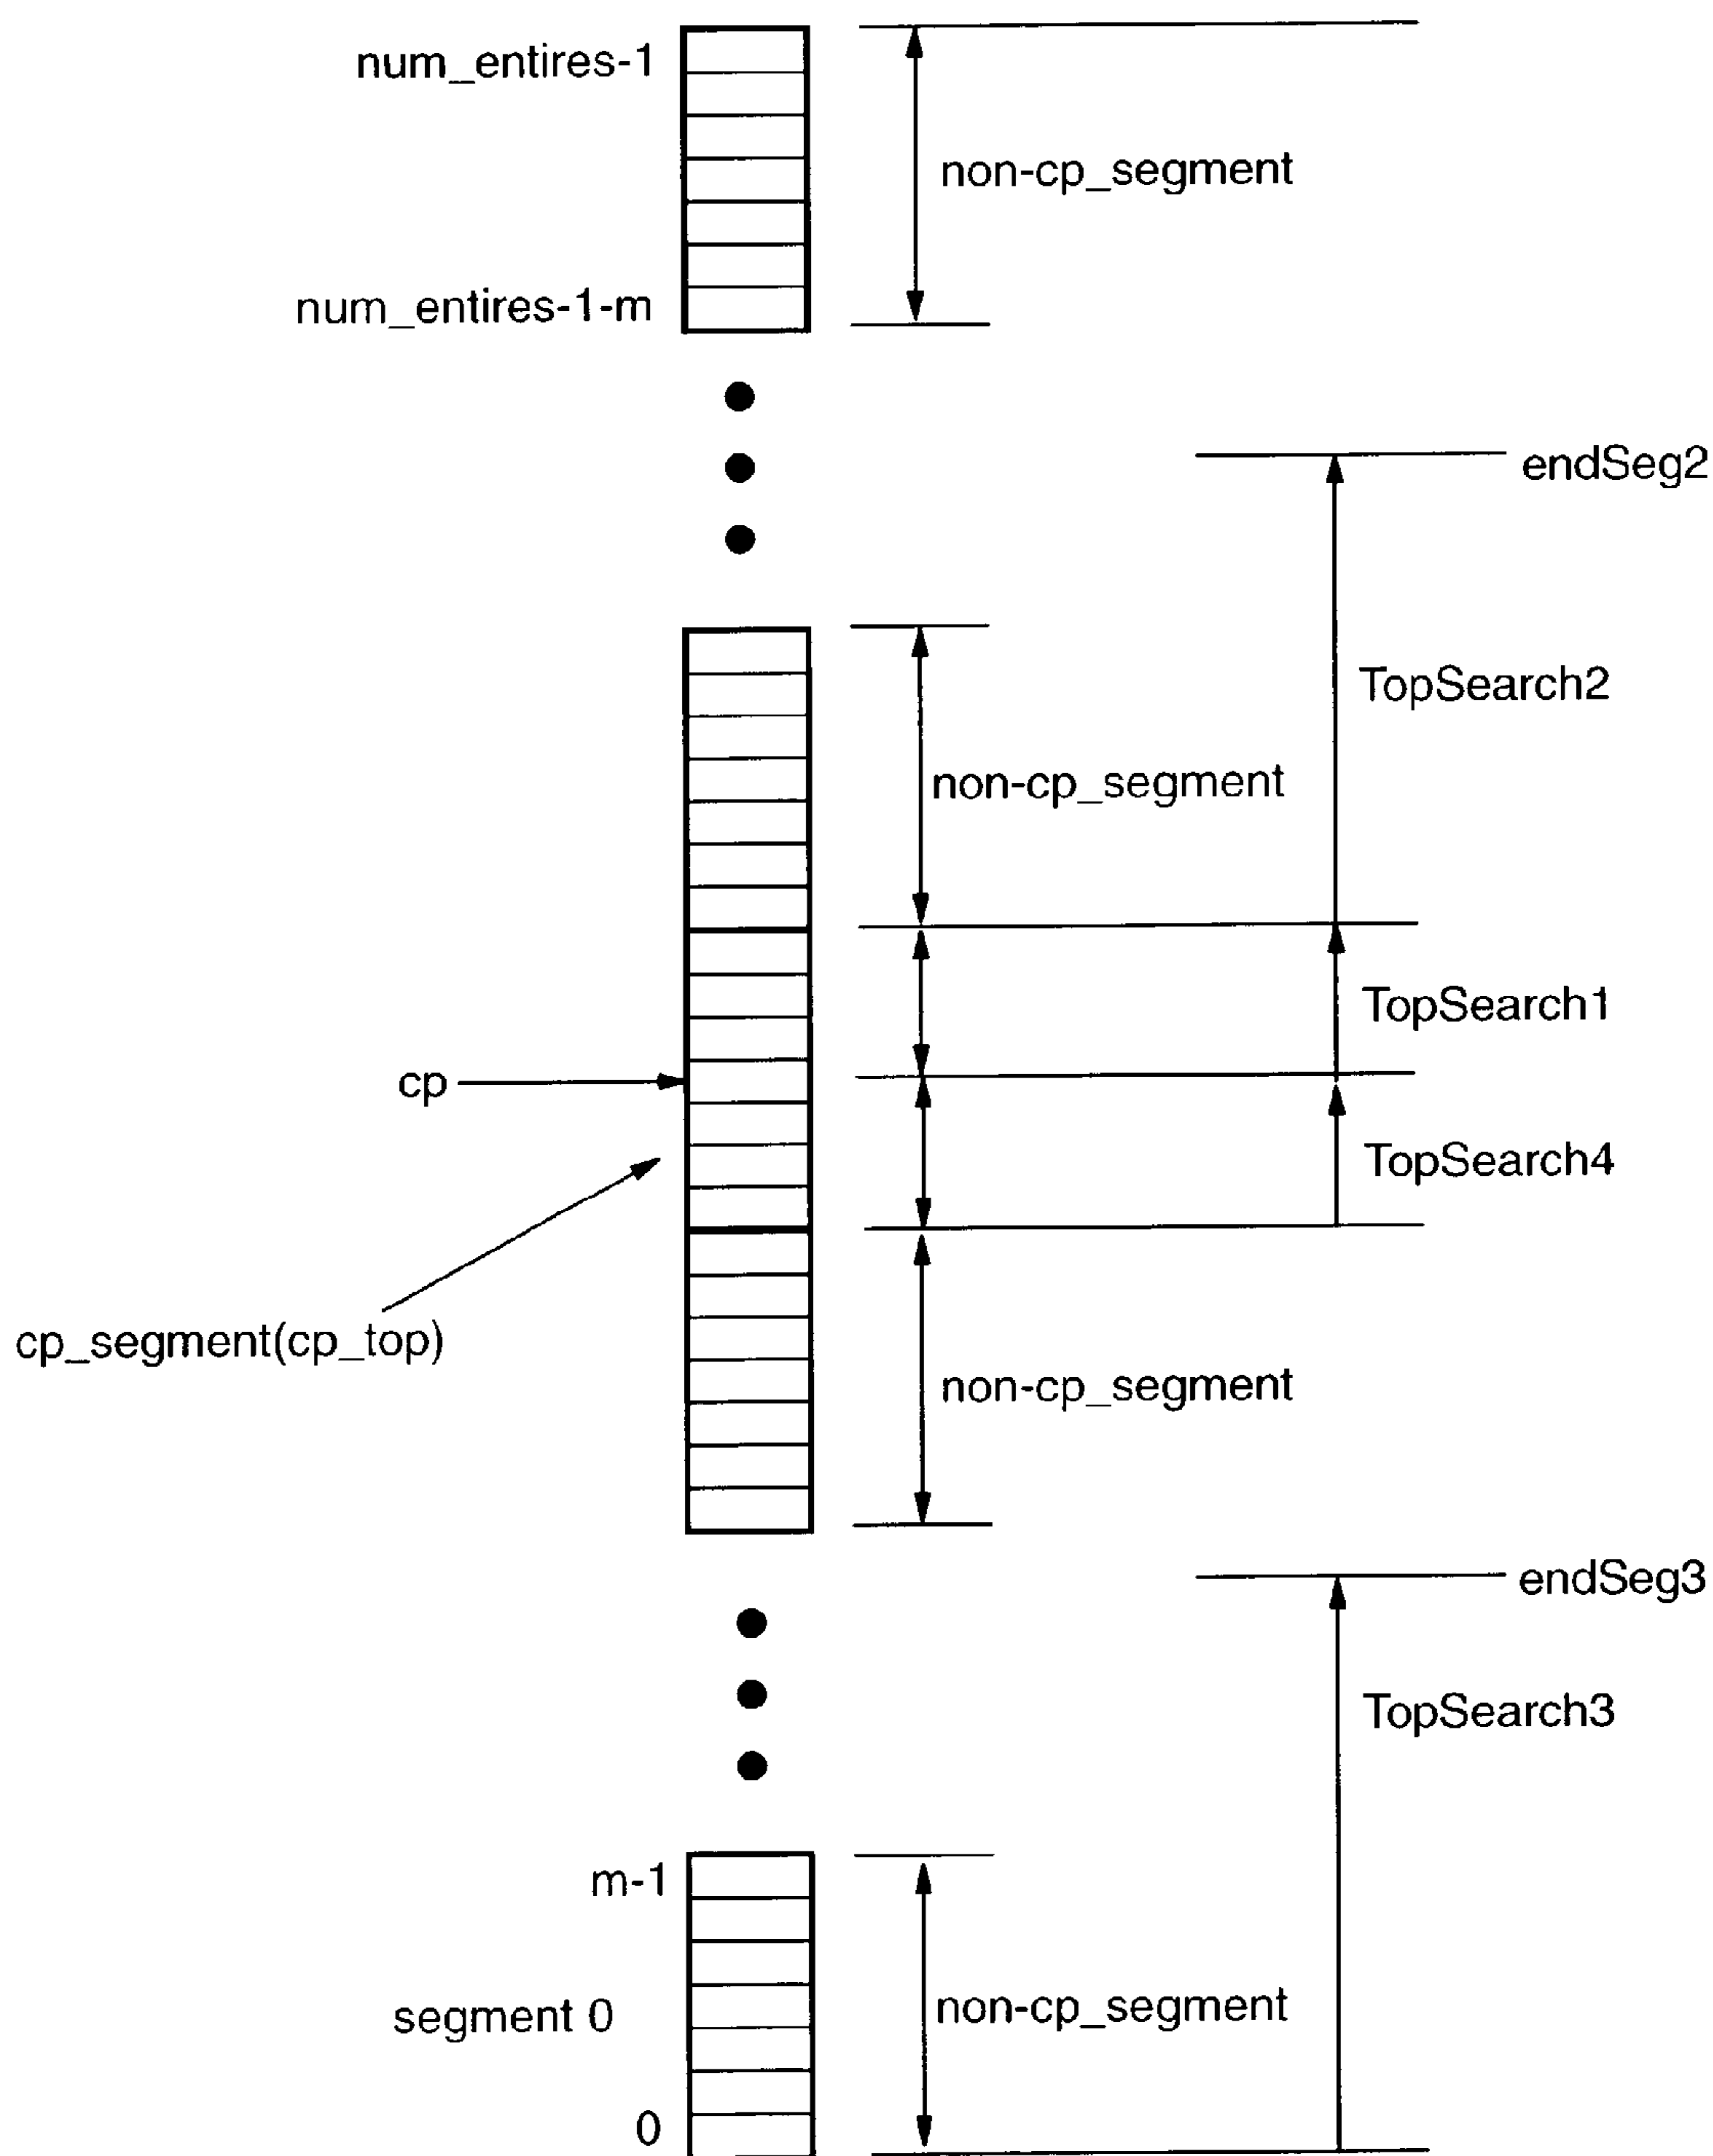 num_entires-1
non-cp_segment
num_entires-1-m
endSeg2
TopSearch2
non-cp_segment
TopSearch1
cp
TopSearch4
cp_segment(cp_top)
non-cp_segment
endSeg3
TopSearch3
m-1
segment 0
non-cp_segment
0